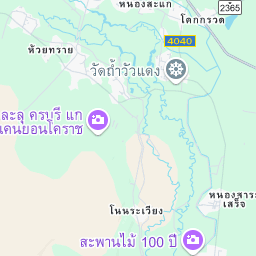 หนองสะแก
โคกกรวด
2365
ห้วยทราย
4040
วัดถ้ำวัวแดง
ละลุ ครบุรี แก
แคนยอนโคราช
หนองสาระ
เสร็จ
โนนระเวียง
สะพานไม้ 100 ปี